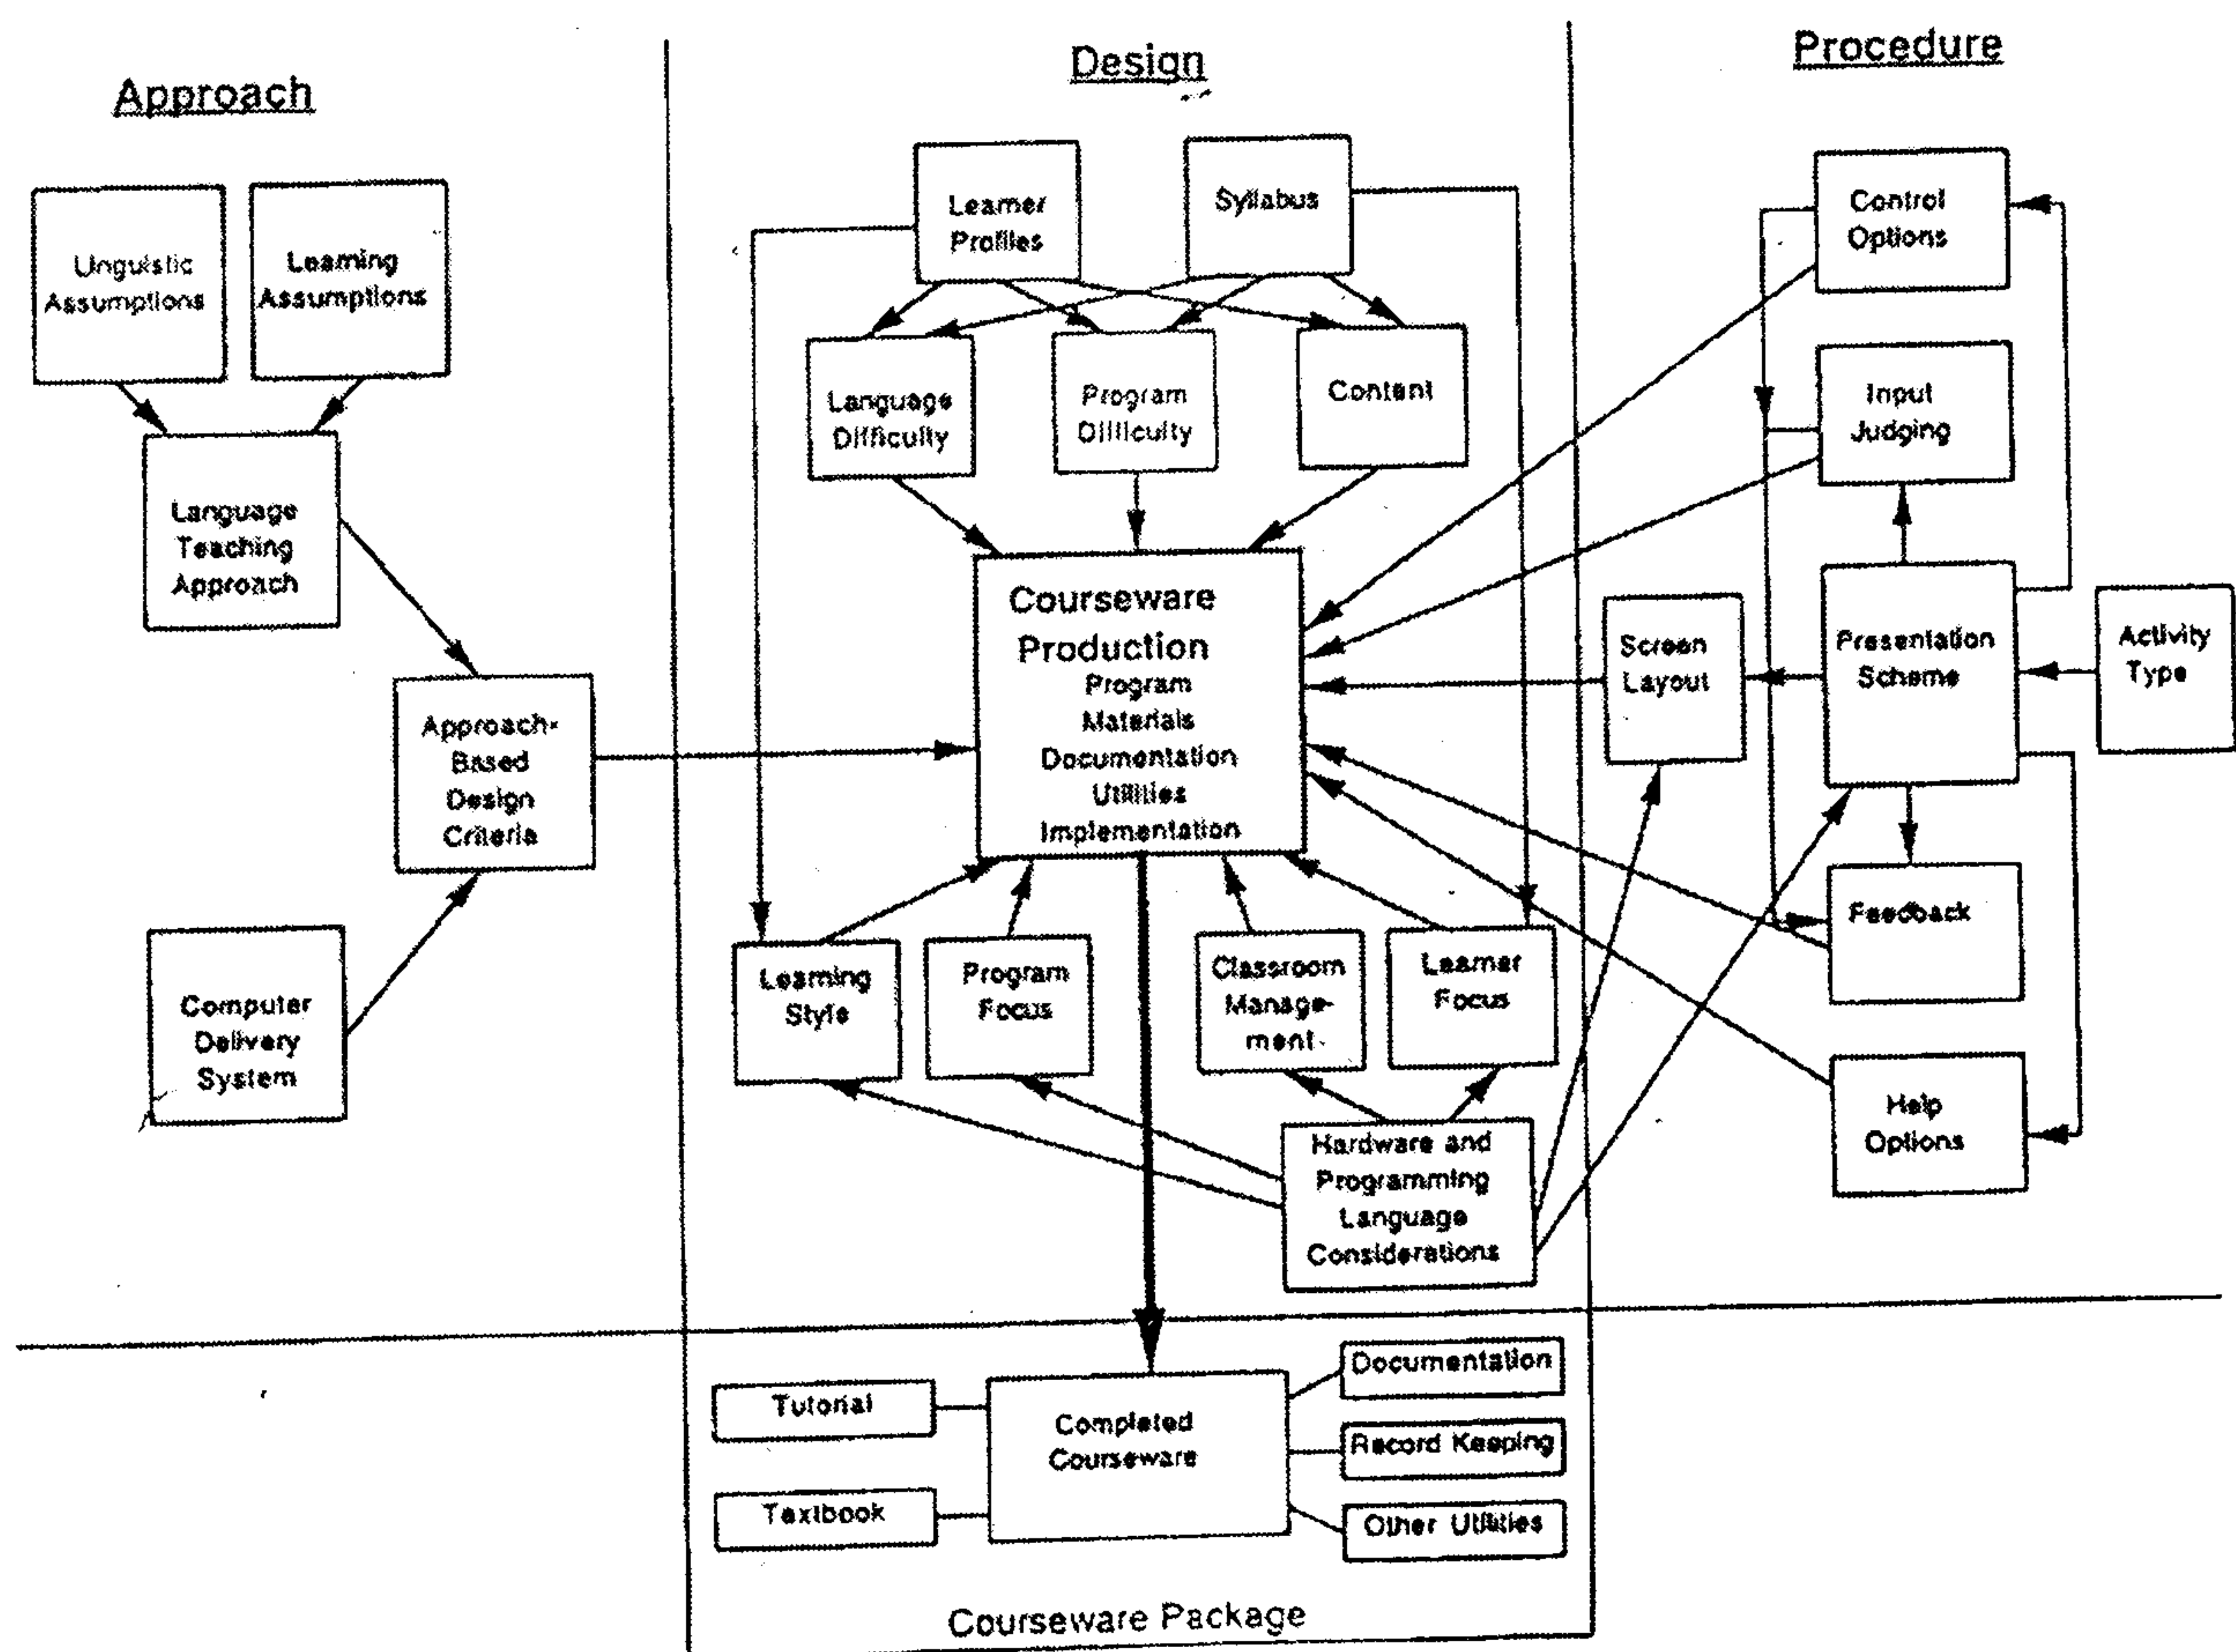 Approach
Design
Procedure
Linguistic
Assumptions
Learning
Assumptions
Language
Teaching
Approach
Approach-
Based
Design
Criteria
Computer
Delivery
System
Learner
Profiles
Syllabus
Language
Difficulty
Program
Difficulty
Content
Courseware
Production
Program
Materials
Documentation
Utilities
Implementation
Learning
Style
Program
Focus
Classroom
Manage-
ment
Learner
Focus
Hardware and
Programming
Language
Considerations
Control
Options
Input
Judging
Screen
Layout
Presentation
Scheme
Activity
Type
Feedback
Help
Options
Tutorial
Textbook
Completed
Courseware
Documentation
Record Keeping
Other Utilities
Courseware Package